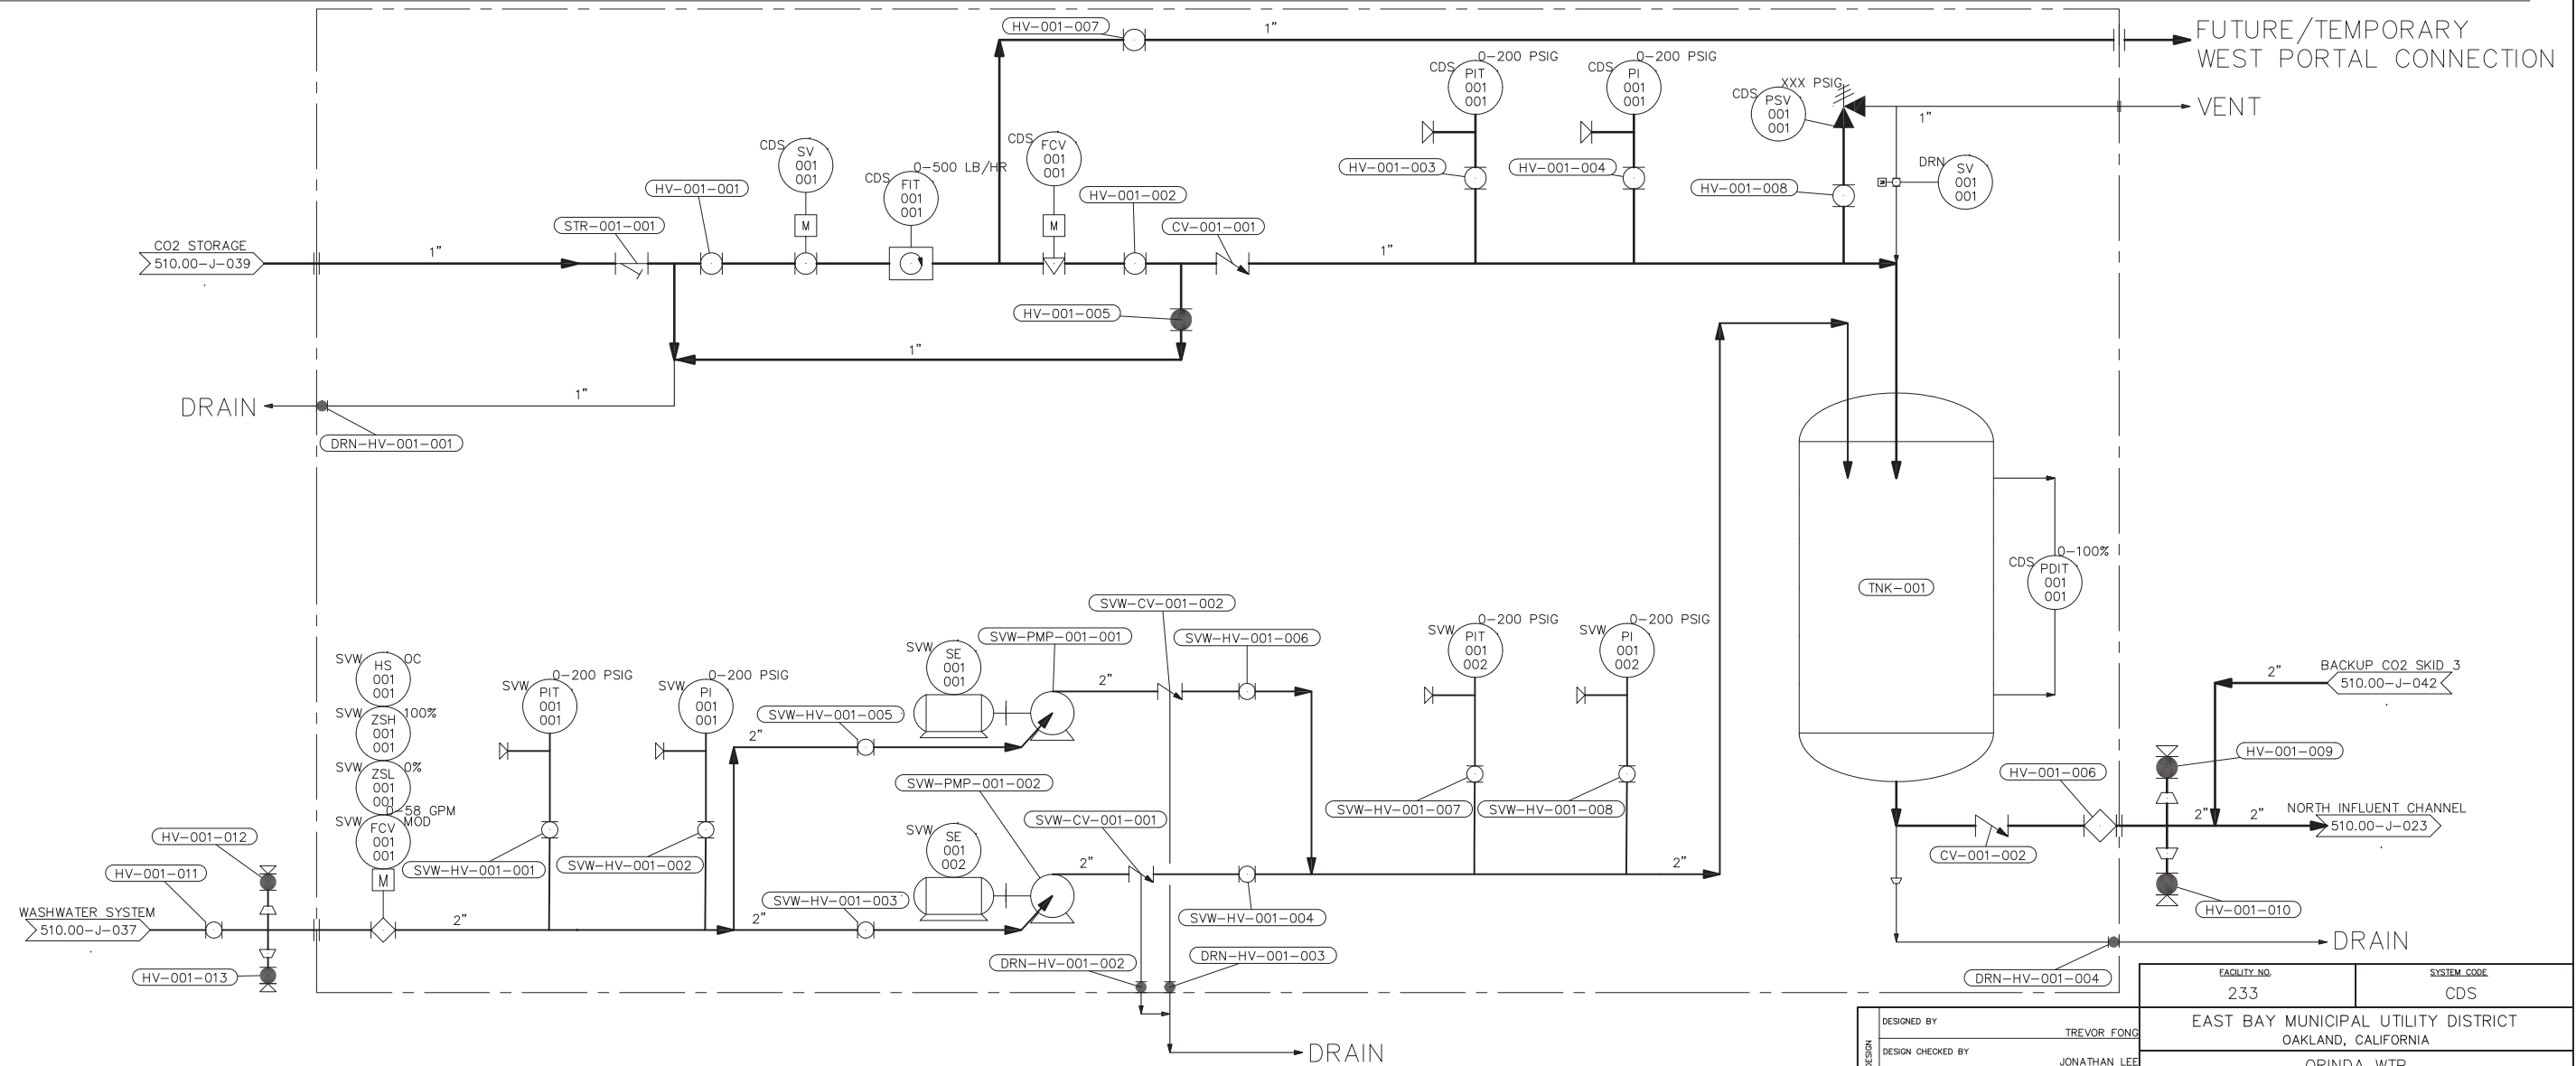 HV-001-007
1"
FUTURE/TEMPORARY
WEST PORTAL CONNECTION
CDS
0-200 PSIG
PIT
001
001
CDS
0-200 PSIG
PI
001
001
CDS
XXX PSIG
PSV
001
001
VENT
1"
CDS
SV
001
001
M
CDS
0-500 LB/HR
FIT
001
001
CDS
FCV
001
001
M
HV-001-003
HV-001-004
HV-001-008
DRN
SV
001
001
M
HV-001-001
HV-001-002
STR-001-001
CV-001-001
CO2 STORAGE
510.00-J-039
1"
1"
HV-001-005
1"
1"
DRAIN
DRN-HV-001-001
TNK-001
CDS
0-100%
PDIT
001
001
SVW
OC
HS
001
001
SVW
100%
ZSH
001
001
SVW
0%
ZSL
001
001
SVW
0-58 GPM
MOD
FCV
001
001
M
SVW
0-200 PSIG
PIT
001
001
SVW
0-200 PSIG
PI
001
001
SVW
SE
001
001
SVW-PMP-001-001
SVW-CV-001-002
SVW-HV-001-006
2"
SVW-HV-001-005
2"
SVW-PMP-001-002
SVW
SE
001
002
SVW-CV-001-001
2"
SVW-HV-001-003
2"
SVW-HV-001-004
SVW-HV-001-001
SVW-HV-001-002
2"
SVW
0-200 PSIG
PIT
001
002
SVW
0-200 PSIG
PI
001
002
SVW-HV-001-007
SVW-HV-001-008
2"
HV-001-012
HV-001-011
WASHWATER SYSTEM
510.00-J-037
HV-001-013
DRN-HV-001-002
DRN-HV-001-003
DRAIN
BACKUP CO2 SKID 3
510.00-J-042
2"
HV-001-009
HV-001-006
NORTH INFLUENT CHANNEL
510.00-J-023
2"
2"
CV-001-002
HV-001-010
DRAIN
DRN-HV-001-004
FACILITY NO.
233
SYSTEM CODE
CDS
EAST BAY MUNICIPAL UTILITY DISTRICT
OAKLAND, CALIFORNIA
ORINDA WTP
DESIGN
DESIGNED BY
TREVOR FONG
DESIGN CHECKED BY
JONATHAN LEE